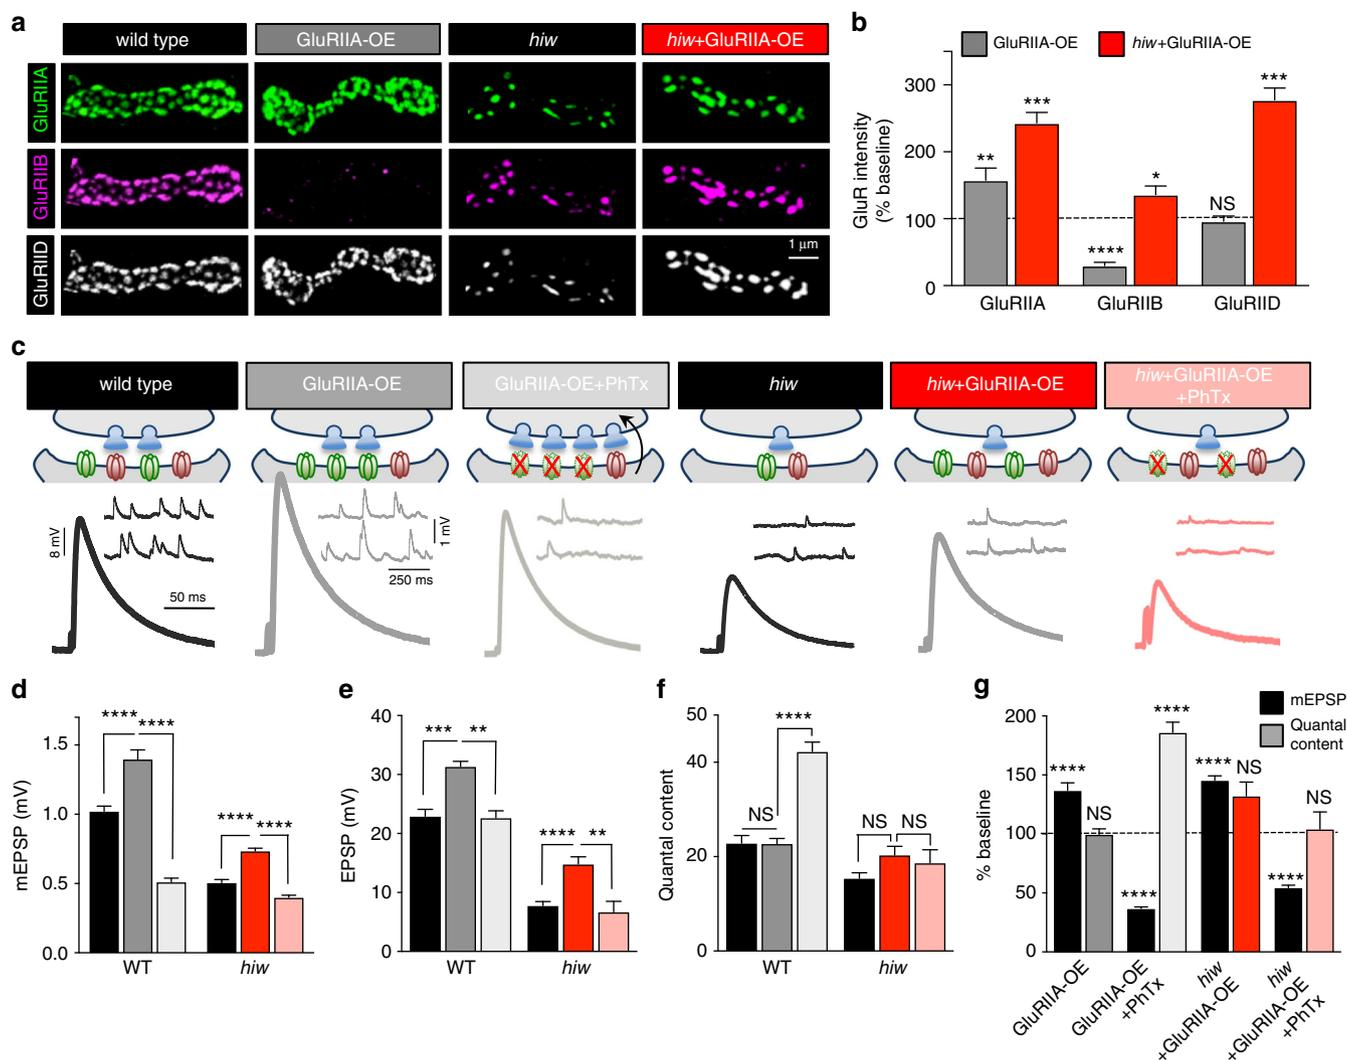 a
wild type
GluRIIA-OE
hiw
hiw+GluRIIA-OE
GluRIIA
GluRIIB
GluRIID
1 μm
b
GluRIIA-OE
hiw+GluRIIA-OE
GluR intensity
(% baseline)
300
200
100
0
**
***
****
*
NS
***
GluRIIA
GluRIIB
GluRIID
c
wild type
GluRIIA-OE
GluRIIA-OE+PhTx
hiw
hiw+GluRIIA-OE
hiw+GluRIIA-OE
+PhTx
8 mV
50 ms
1 mV
250 ms
d
mEPSP (mV)
1.5
1.0
0.5
0.0
****
****
****
****
WT
hiw
e
EPSP (mV)
40
30
20
10
0
***
**
****
**
WT
hiw
f
Quantal content
50
40
20
0
NS
****
NS
NS
WT
hiw
g
mEPSP
Quantal
content
% baseline
200
150
100
50
0
****
NS
****
****
****
NS
****
NS
GluRIIA-OE
GluRIIA-OE
+PhTx
hiw
+GluRIIA-OE
hiw
+GluRIIA-OE
+PhTx